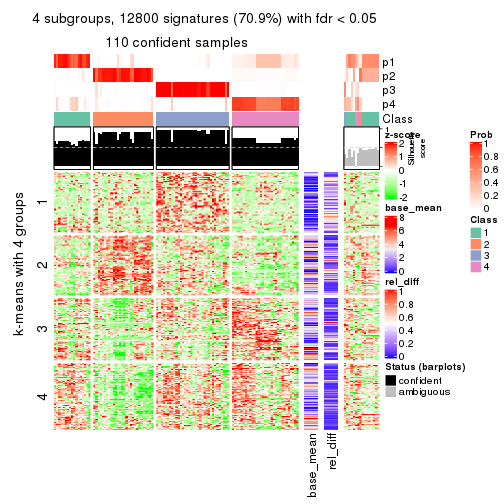 4 subgroups, 12800 signatures (70.9%) with fdr < 0.05
110 confident samples
p1
p2
p3
p4
Class
1
Silhouette
score
k-means with 4 groups
1
2
3
4
base_mean
rel_diff
z-score
2
1
0
-1
-2
base_mean
8
6
4
2
0
rel_diff
1
0.8
0.6
0.4
0.2
0
Status (barplots)
confident
ambiguous
Prob
1
0.8
0.6
0.4
0.2
0
Class
1
2
3
4